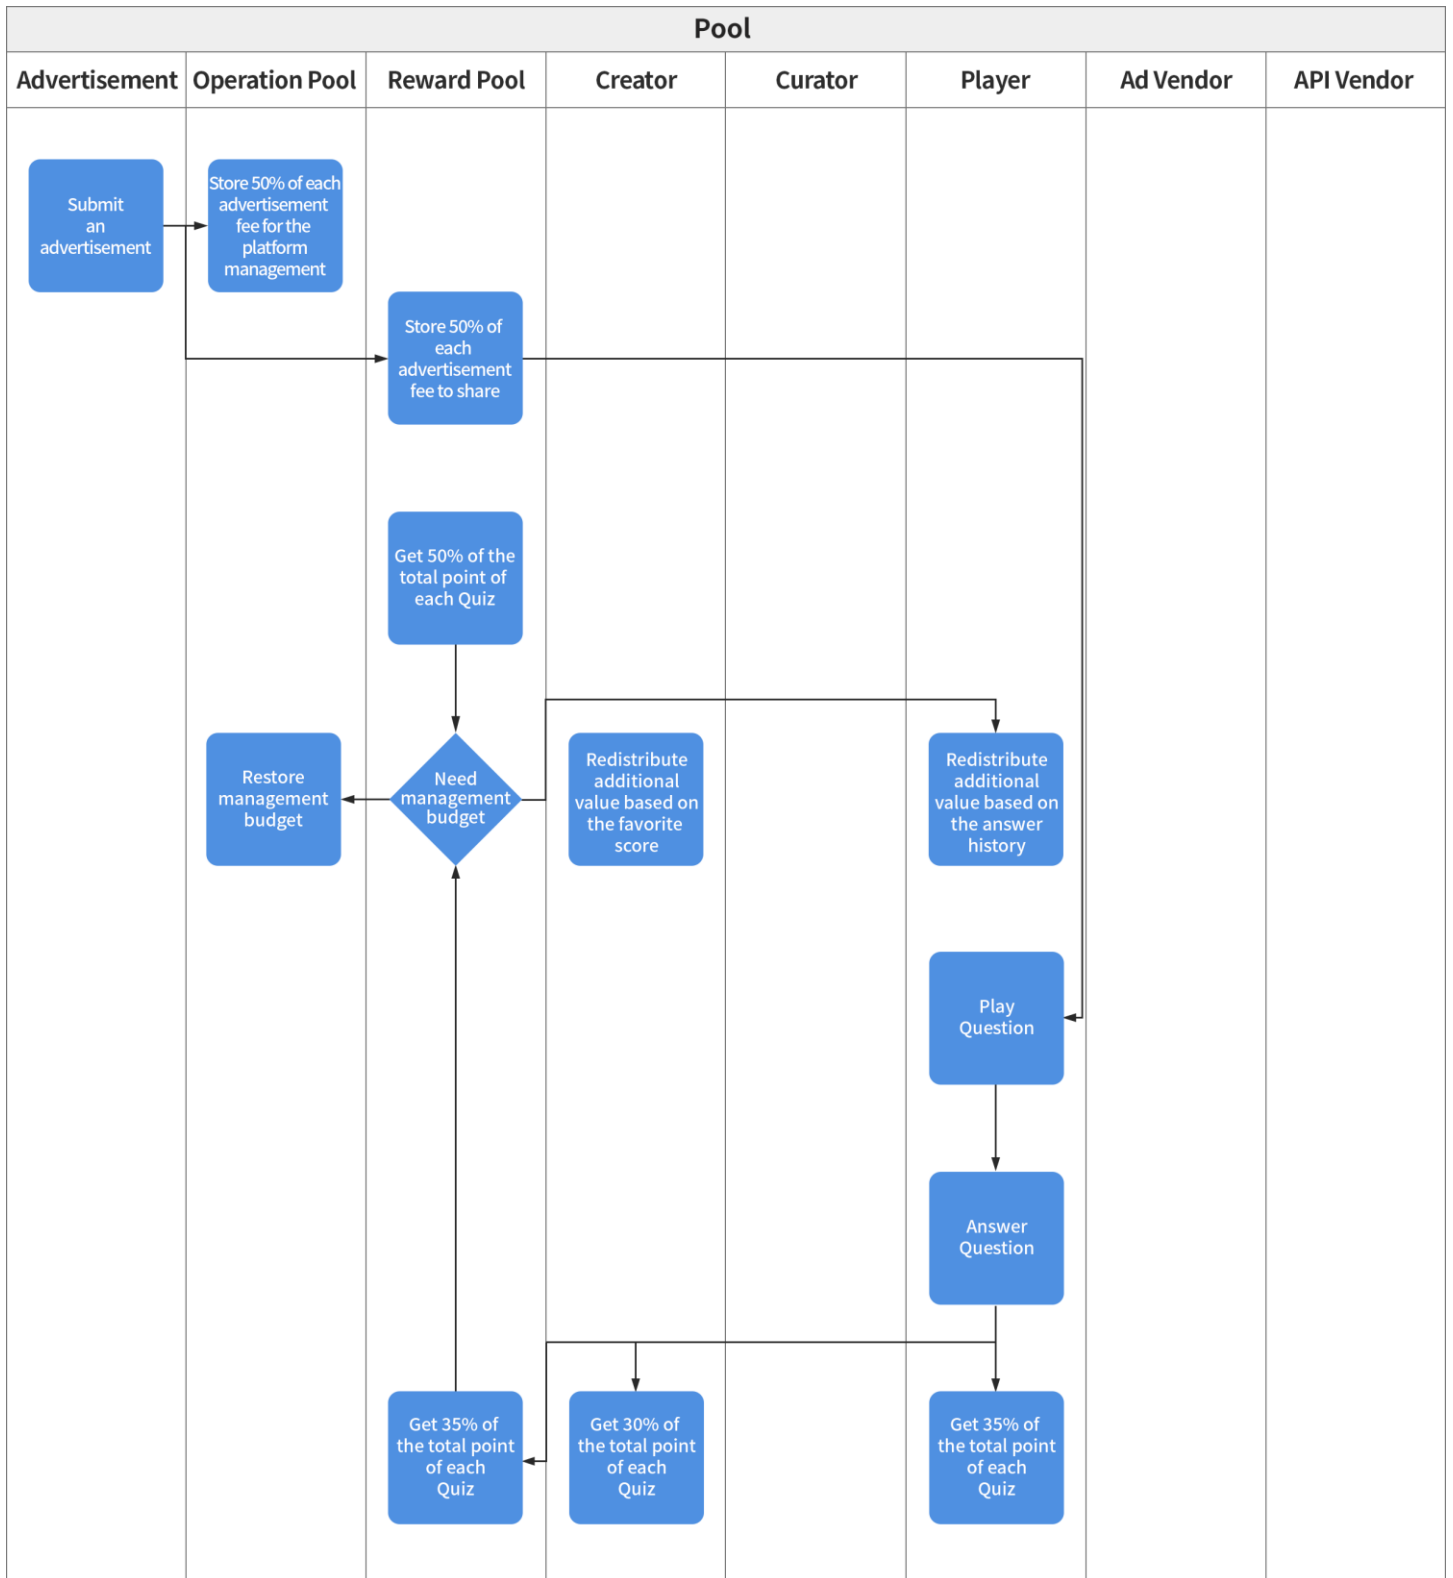 Pool
Advertisement
Operation Pool
Reward Pool
Creator
Curator
Player
Ad Vendor
API Vendor
Submit
an
advertisement
Store 50% of each
advertisement
fee for the
platform
management
Store 50% of
each
advertisement
fee to share
Get 50% of the
total point of
each Quiz
Restore
management
budget
Need
management
budget
Redistribute
additional
value based on
the favorite
score
Redistribute
additional
value based on
the answer
history
Play
Question
Answer
Question
Get 35% of
the total point
of each
Quiz
Get 30% of
the total point
of each
Quiz
Get 35% of
the total point
of each
Quiz